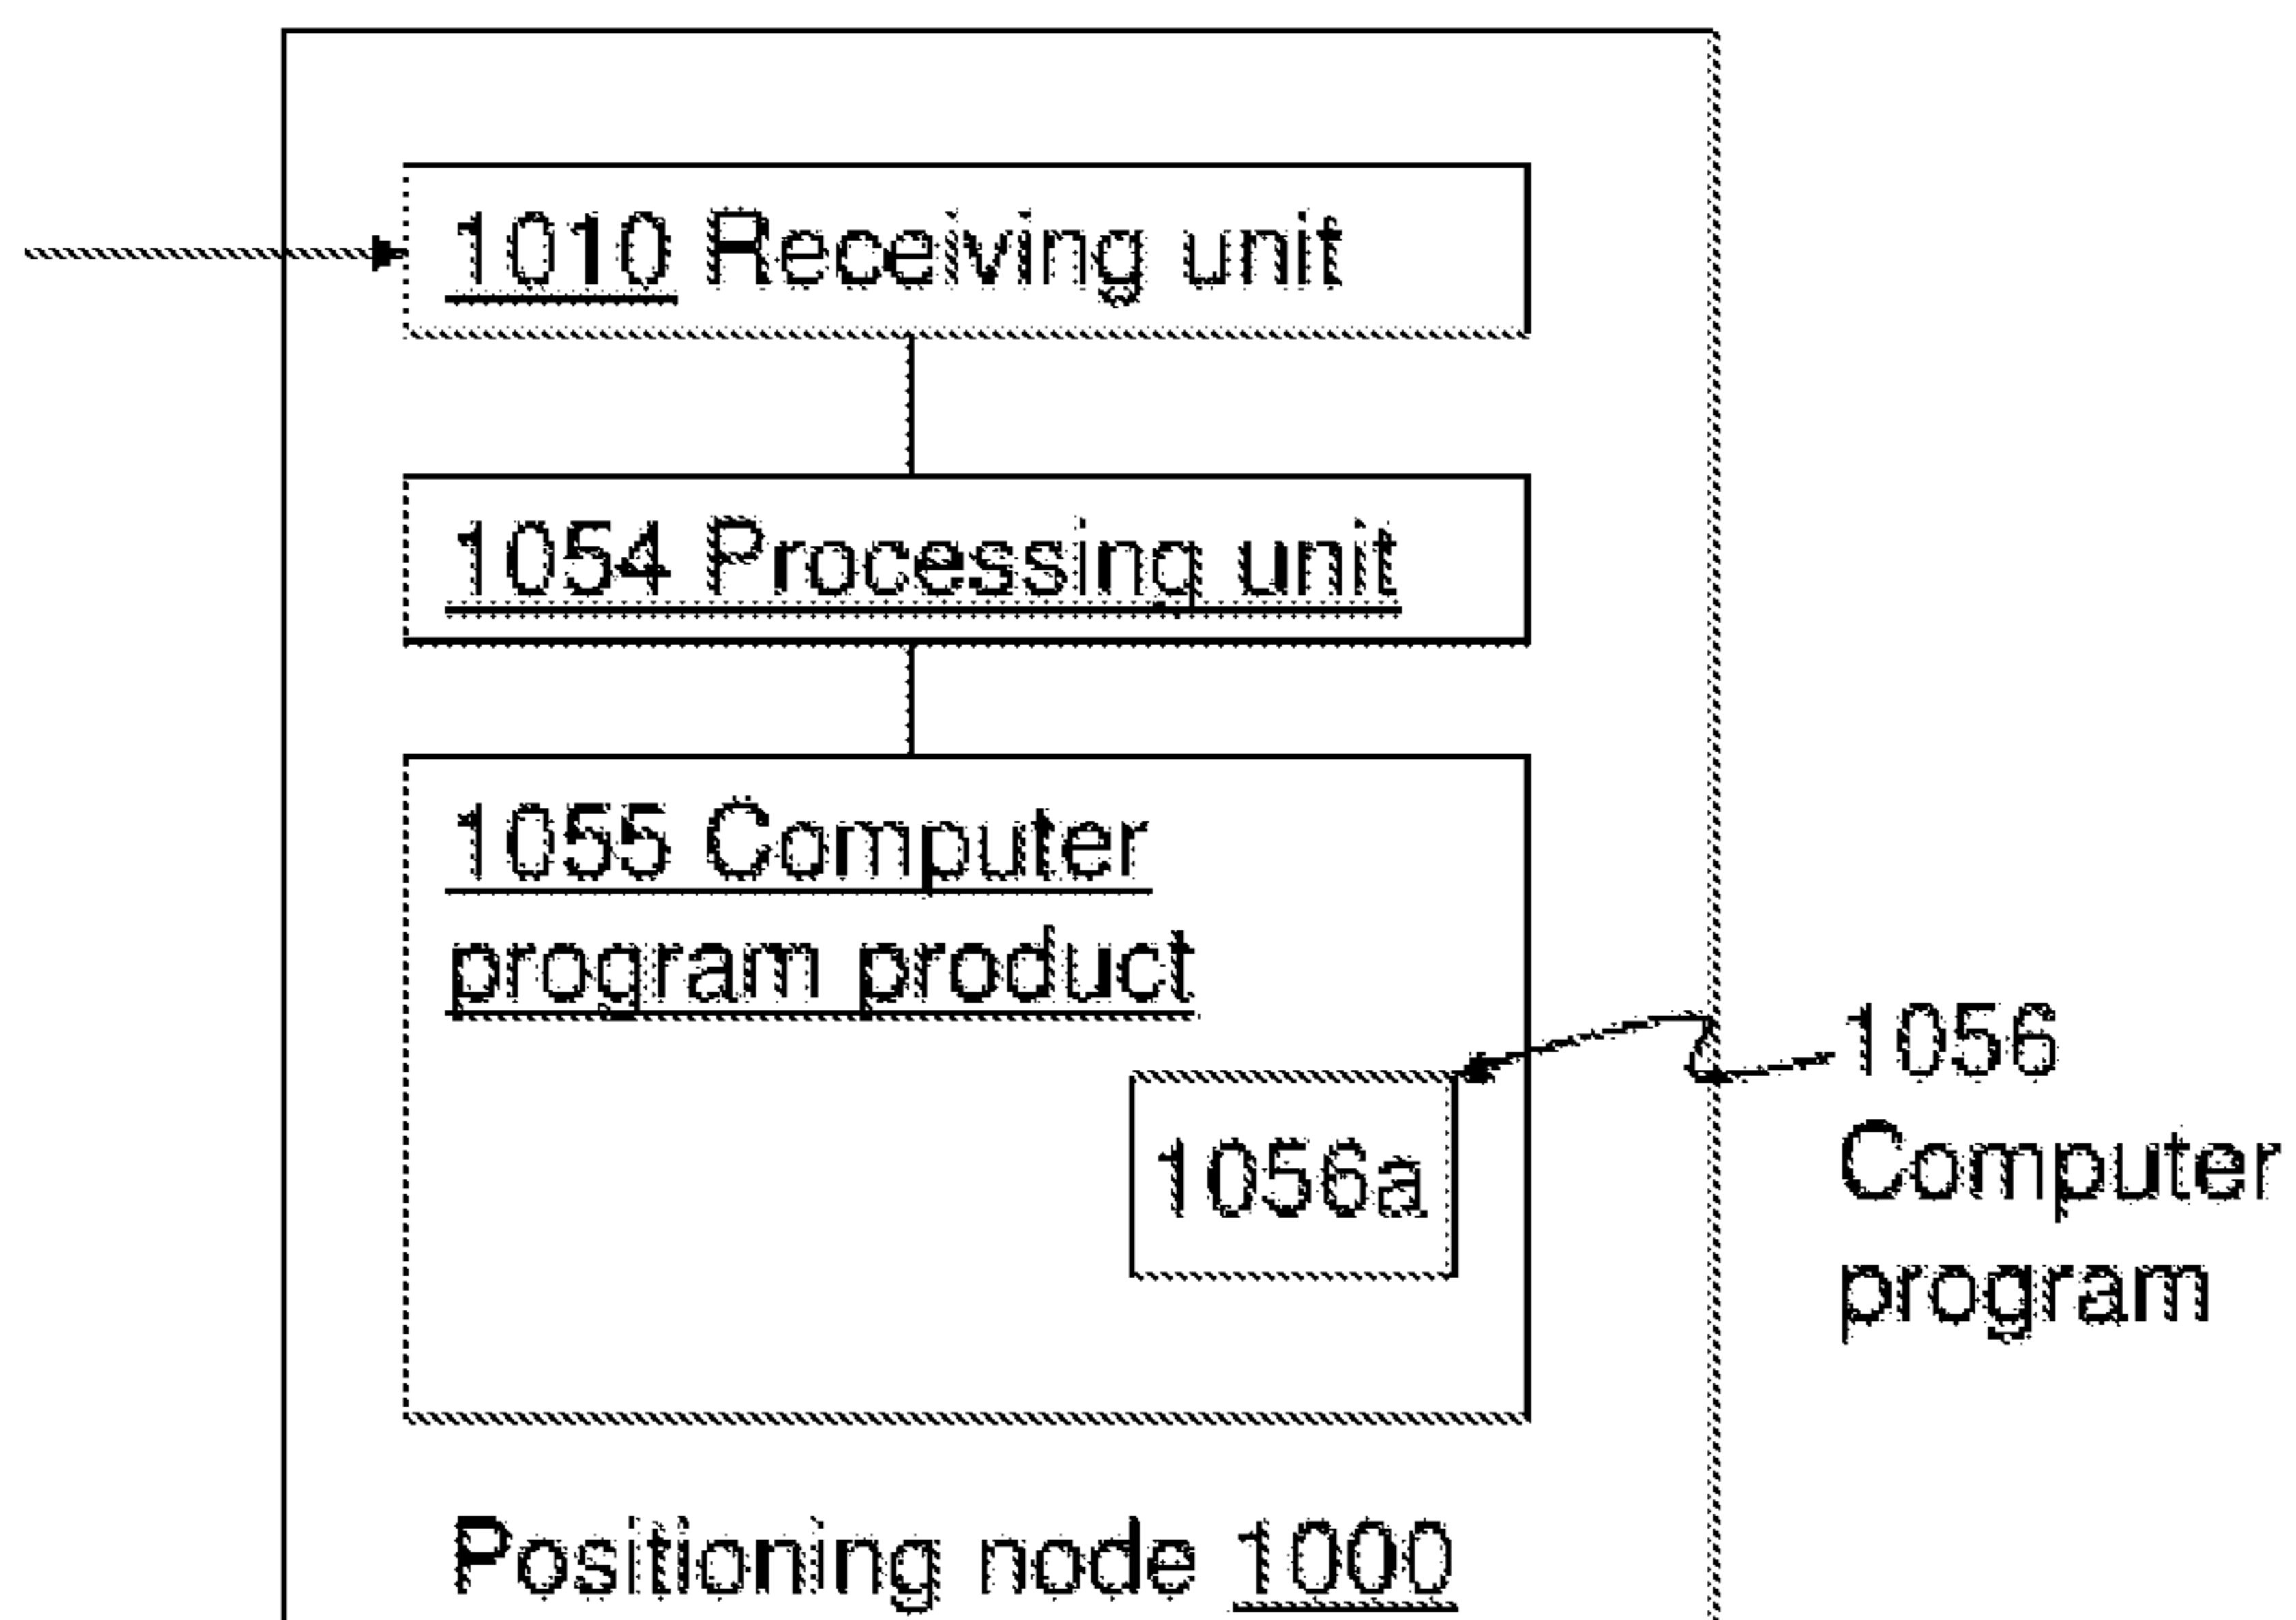 1010 Receiving unit
1054 Processing unit
1055 Computer
program product
1056a
1056
Computer
program
Positioning node 1000